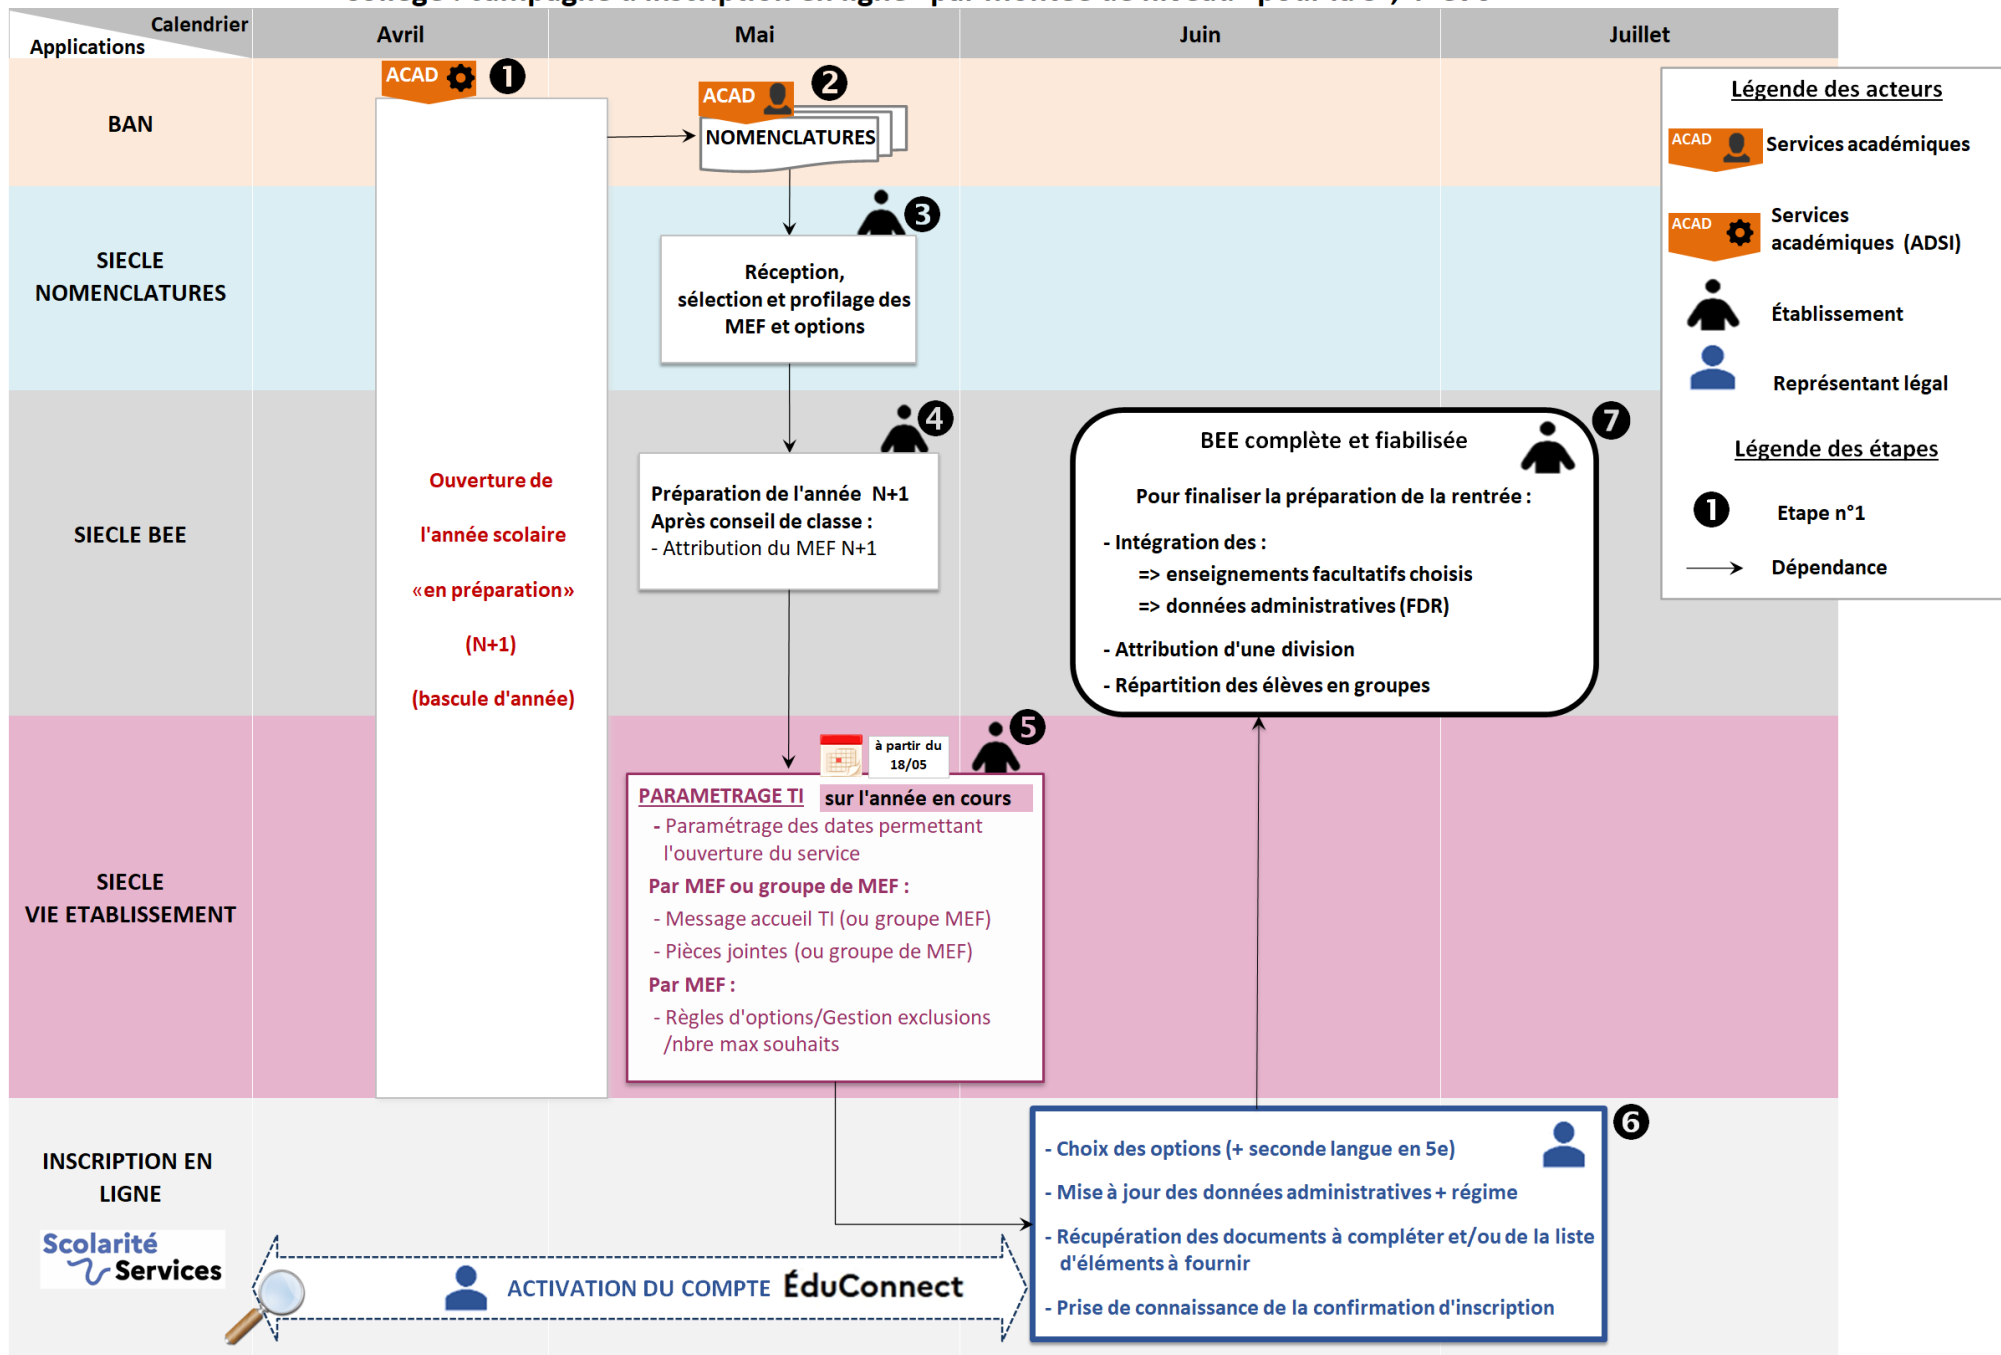 Calendrier
Applications
Avril
Mai
Juin
Juillet
BAN
ACAD
1
ACAD
2
NOMENCLATURES
SIECLE
NOMENCLATURES
3
Réception,
sélection et profilage des
MEF et options
SIECLE BEE
Ouverture de
l'année scolaire
«en préparation»
(N+1)
(bascule d'année)
4
Préparation de l'année N+1
Après conseil de classe :
- Attribution du MEF N+1
7
BEE complète et fiabilisée
Pour finaliser la préparation de la rentrée :
- Intégration des :
=> enseignements facultatifs choisis
=> données administratives (FDR)
- Attribution d'une division
- Répartition des élèves en groupes
SIECLE
VIE ETABLISSEMENT
5
à partir du
18/05
PARAMETRAGE TI sur l'année en cours
- Paramétrage des dates permettant
l'ouverture du service
Par MEF ou groupe de MEF :
- Message accueil TI (ou groupe MEF)
- Pièces jointes (ou groupe de MEF)
Par MEF :
- Règles d'options/Gestion exclusions
/nbre max souhaits
INSCRIPTION EN
LIGNE
Scolarité
Services
ACTIVATION DU COMPTE ÉduConnect
6
- Choix des options (+ seconde langue en 5e)
- Mise à jour des données administratives + régime
- Récupération des documents à compléter et/ou de la liste
d'éléments à fournir
- Prise de connaissance de la confirmation d'inscription
Légende des acteurs
ACAD
Services académiques
ACAD
Services
académiques (ADSI)
Établissement
Représentant légal
Légende des étapes
1
Etape n°1
Dépendance